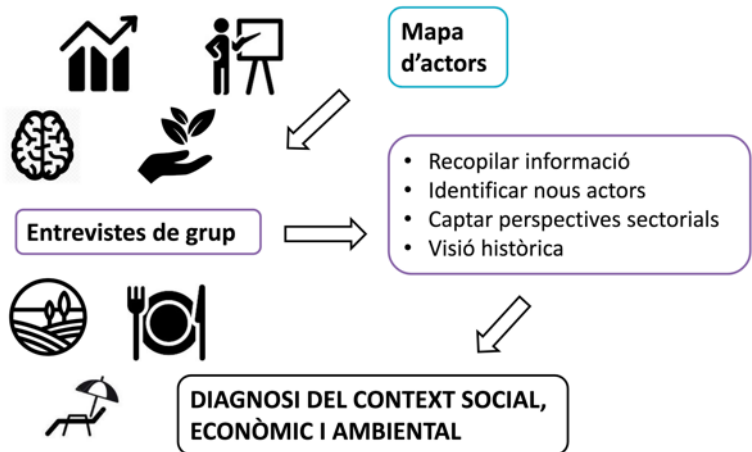 Mapa
d’actors
Entrevistes de grup
• Recopilar informació
• Identificar nous actors
• Captar perspectives sectorials
• Visió històrica
DIAGNOSI DEL CONTEXT SOCIAL,
ECONÒMIC I AMBIENTAL